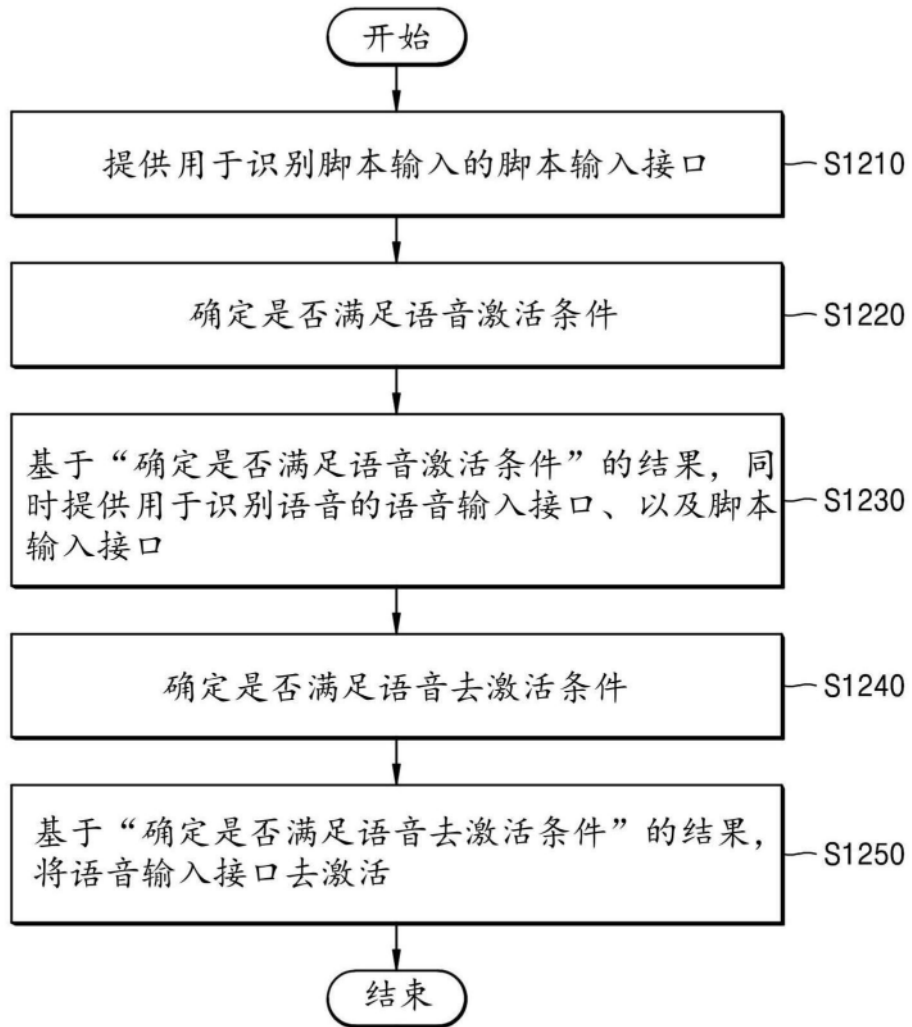 开始
提供用于识别脚本输入的脚本输入接口
S1210
确定是否满足语音激活条件
S1220
基于“确定是否满足语音激活条件”的结果，同
时提供用于识别语音的语音输入接口、以及脚本
输入接口
S1230
确定是否满足语音去激活条件
S1240
基于“确定是否满足语音去激活条件”的结果，
将语音输入接口去激活
S1250
结束